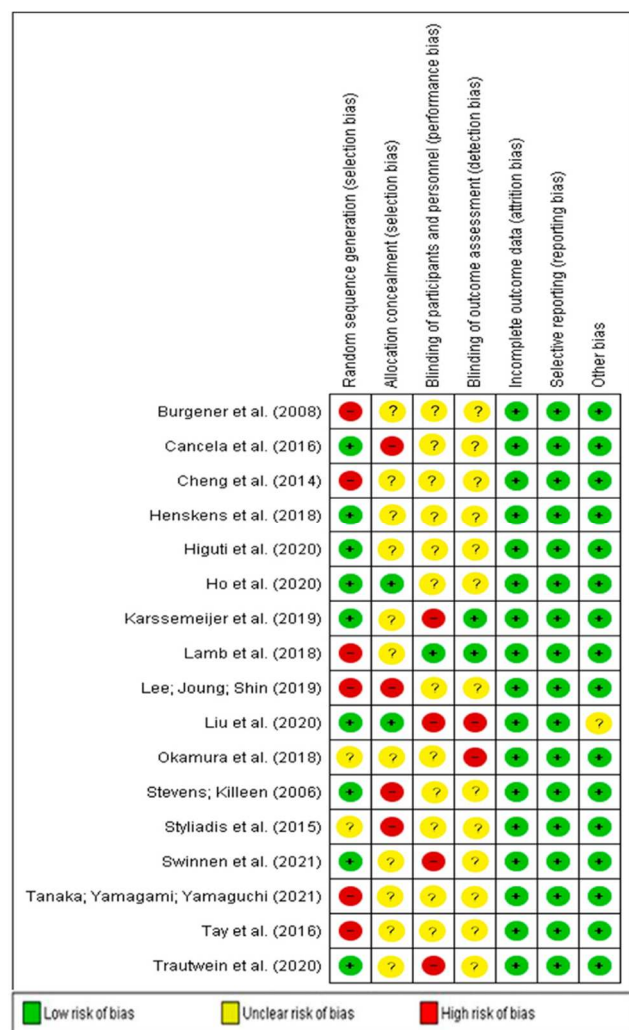 Random sequence generation (selection bias)
Allocation concealment (selection bias)
Blinding of participants and personnel (performance bias)
Blinding of outcome assessment (detection bias)
Incomplete outcome data (attrition bias)
Selective reporting (reporting bias)
Other bias
Burgener et al. (2008) - ? ? ? + + +
Cancela et al. (2016) + - ? ? + + +
Cheng et al. (2014) - ? ? ? + + +
Henskens et al. (2018) + ? ? ? + + +
Higuti et al. (2020) + ? ? ? + + +
Ho et al. (2020) + + ? ? + + +
Karssemeijer et al. (2019) + ? - + + + +
Lamb et al. (2018) - ? + + + + +
Lee; Joung; Shin (2019) - - ? ? + + +
Liu et al. (2020) + + - - + + ?
Okamura et al. (2018) ? ? ? - + + +
Stevens; Killeen (2006) + - ? ? + + +
Styliadis et al. (2015) ? - ? ? + + +
Swinnen et al. (2021) + ? - ? + + +
Tanaka; Yamagami; Yamaguchi (2021) - ? ? ? + + +
Tay et al. (2016) - ? ? ? + + +
Trautwein et al. (2020) + ? - ? + + +
Low risk of bias Unclear risk of bias High risk of bias